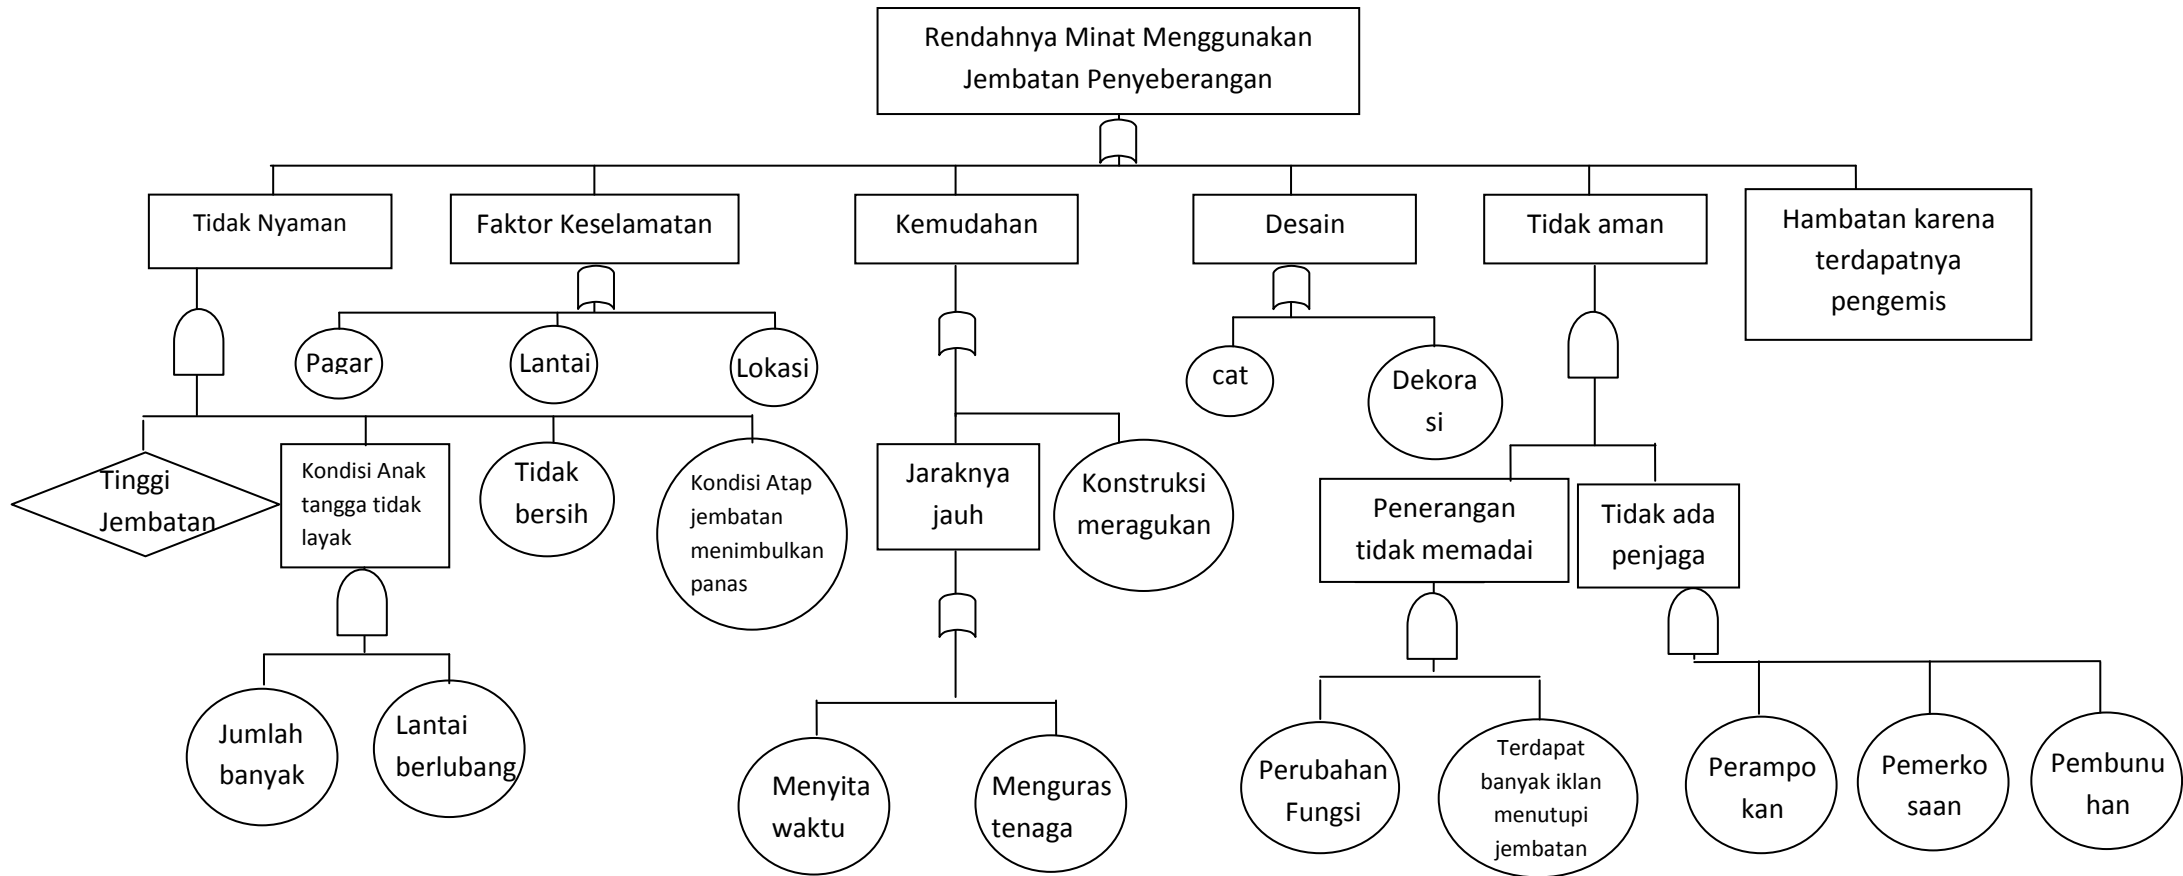 Rendahnya Minat Menggunakan
Jembatan Penyeberangan
Tidak Nyaman
Faktor Keselamatan
Kemudahan
Desain
Tidak aman
Hambatan karena
terdapatnya
pengemis
Pagar
Lantai
Lokasi
cat
Dekora
si
Tinggi
Jembatan
Kondisi Anak
tangga tidak
layak
Tidak
bersih
Kondisi Atap
jembatan
menimbulkan
panas
Jaraknya
jauh
Konstruksi
meragukan
Penerangan
tidak memadai
Tidak ada
penjaga
Jumlah
banyak
Lantai
berlubang
Menyita
waktu
Menguras
tenaga
Perubahan
Fungsi
Terdapat
banyak iklan
menutupi
jembatan
Perampo
kan
Pemerko
saan
Pembunu
han